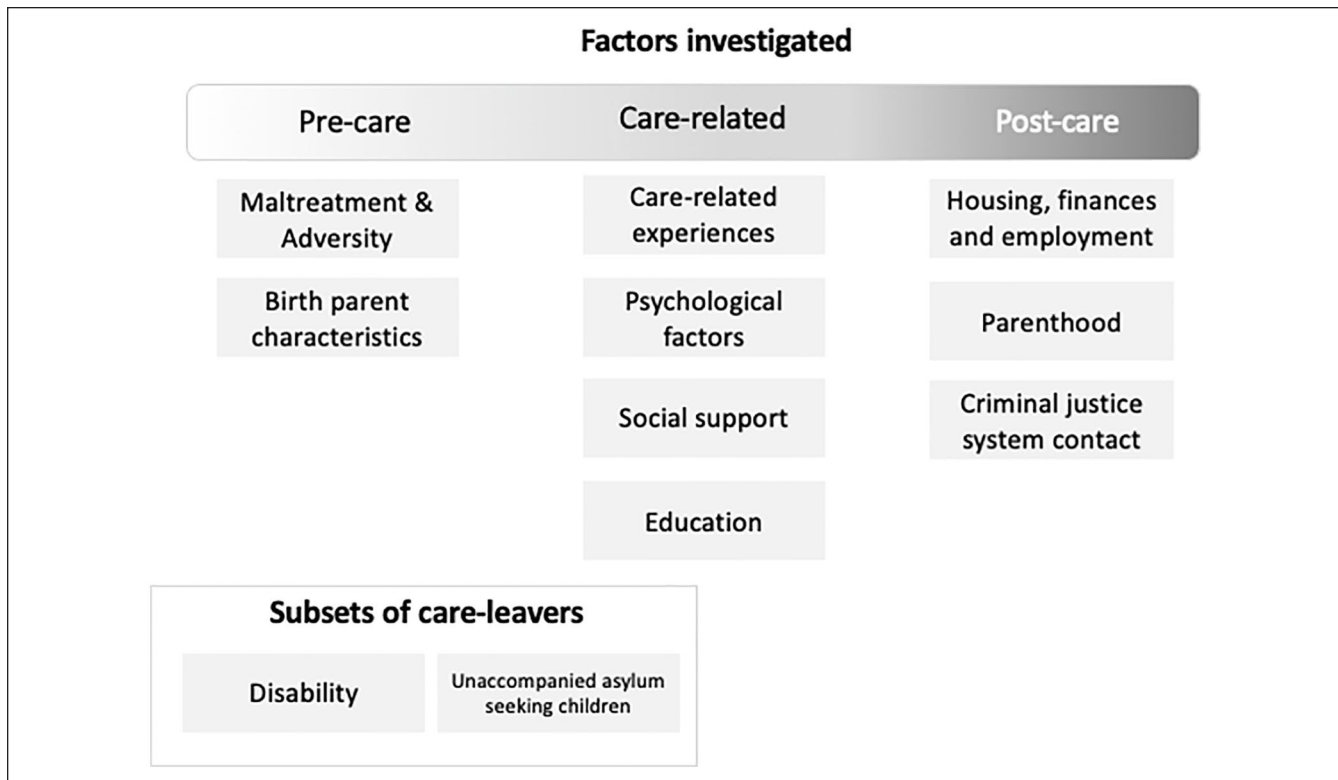 Factors investigated
Pre-care
Care-related
Post-care
Maltreatment &
Adversity
Birth parent
characteristics
Care-related
experiences
Psychological
factors
Social support
Education
Housing, finances
and employment
Parenthood
Criminal justice
system contact
Subsets of care-leavers
Disability
Unaccompanied asylum
seeking children